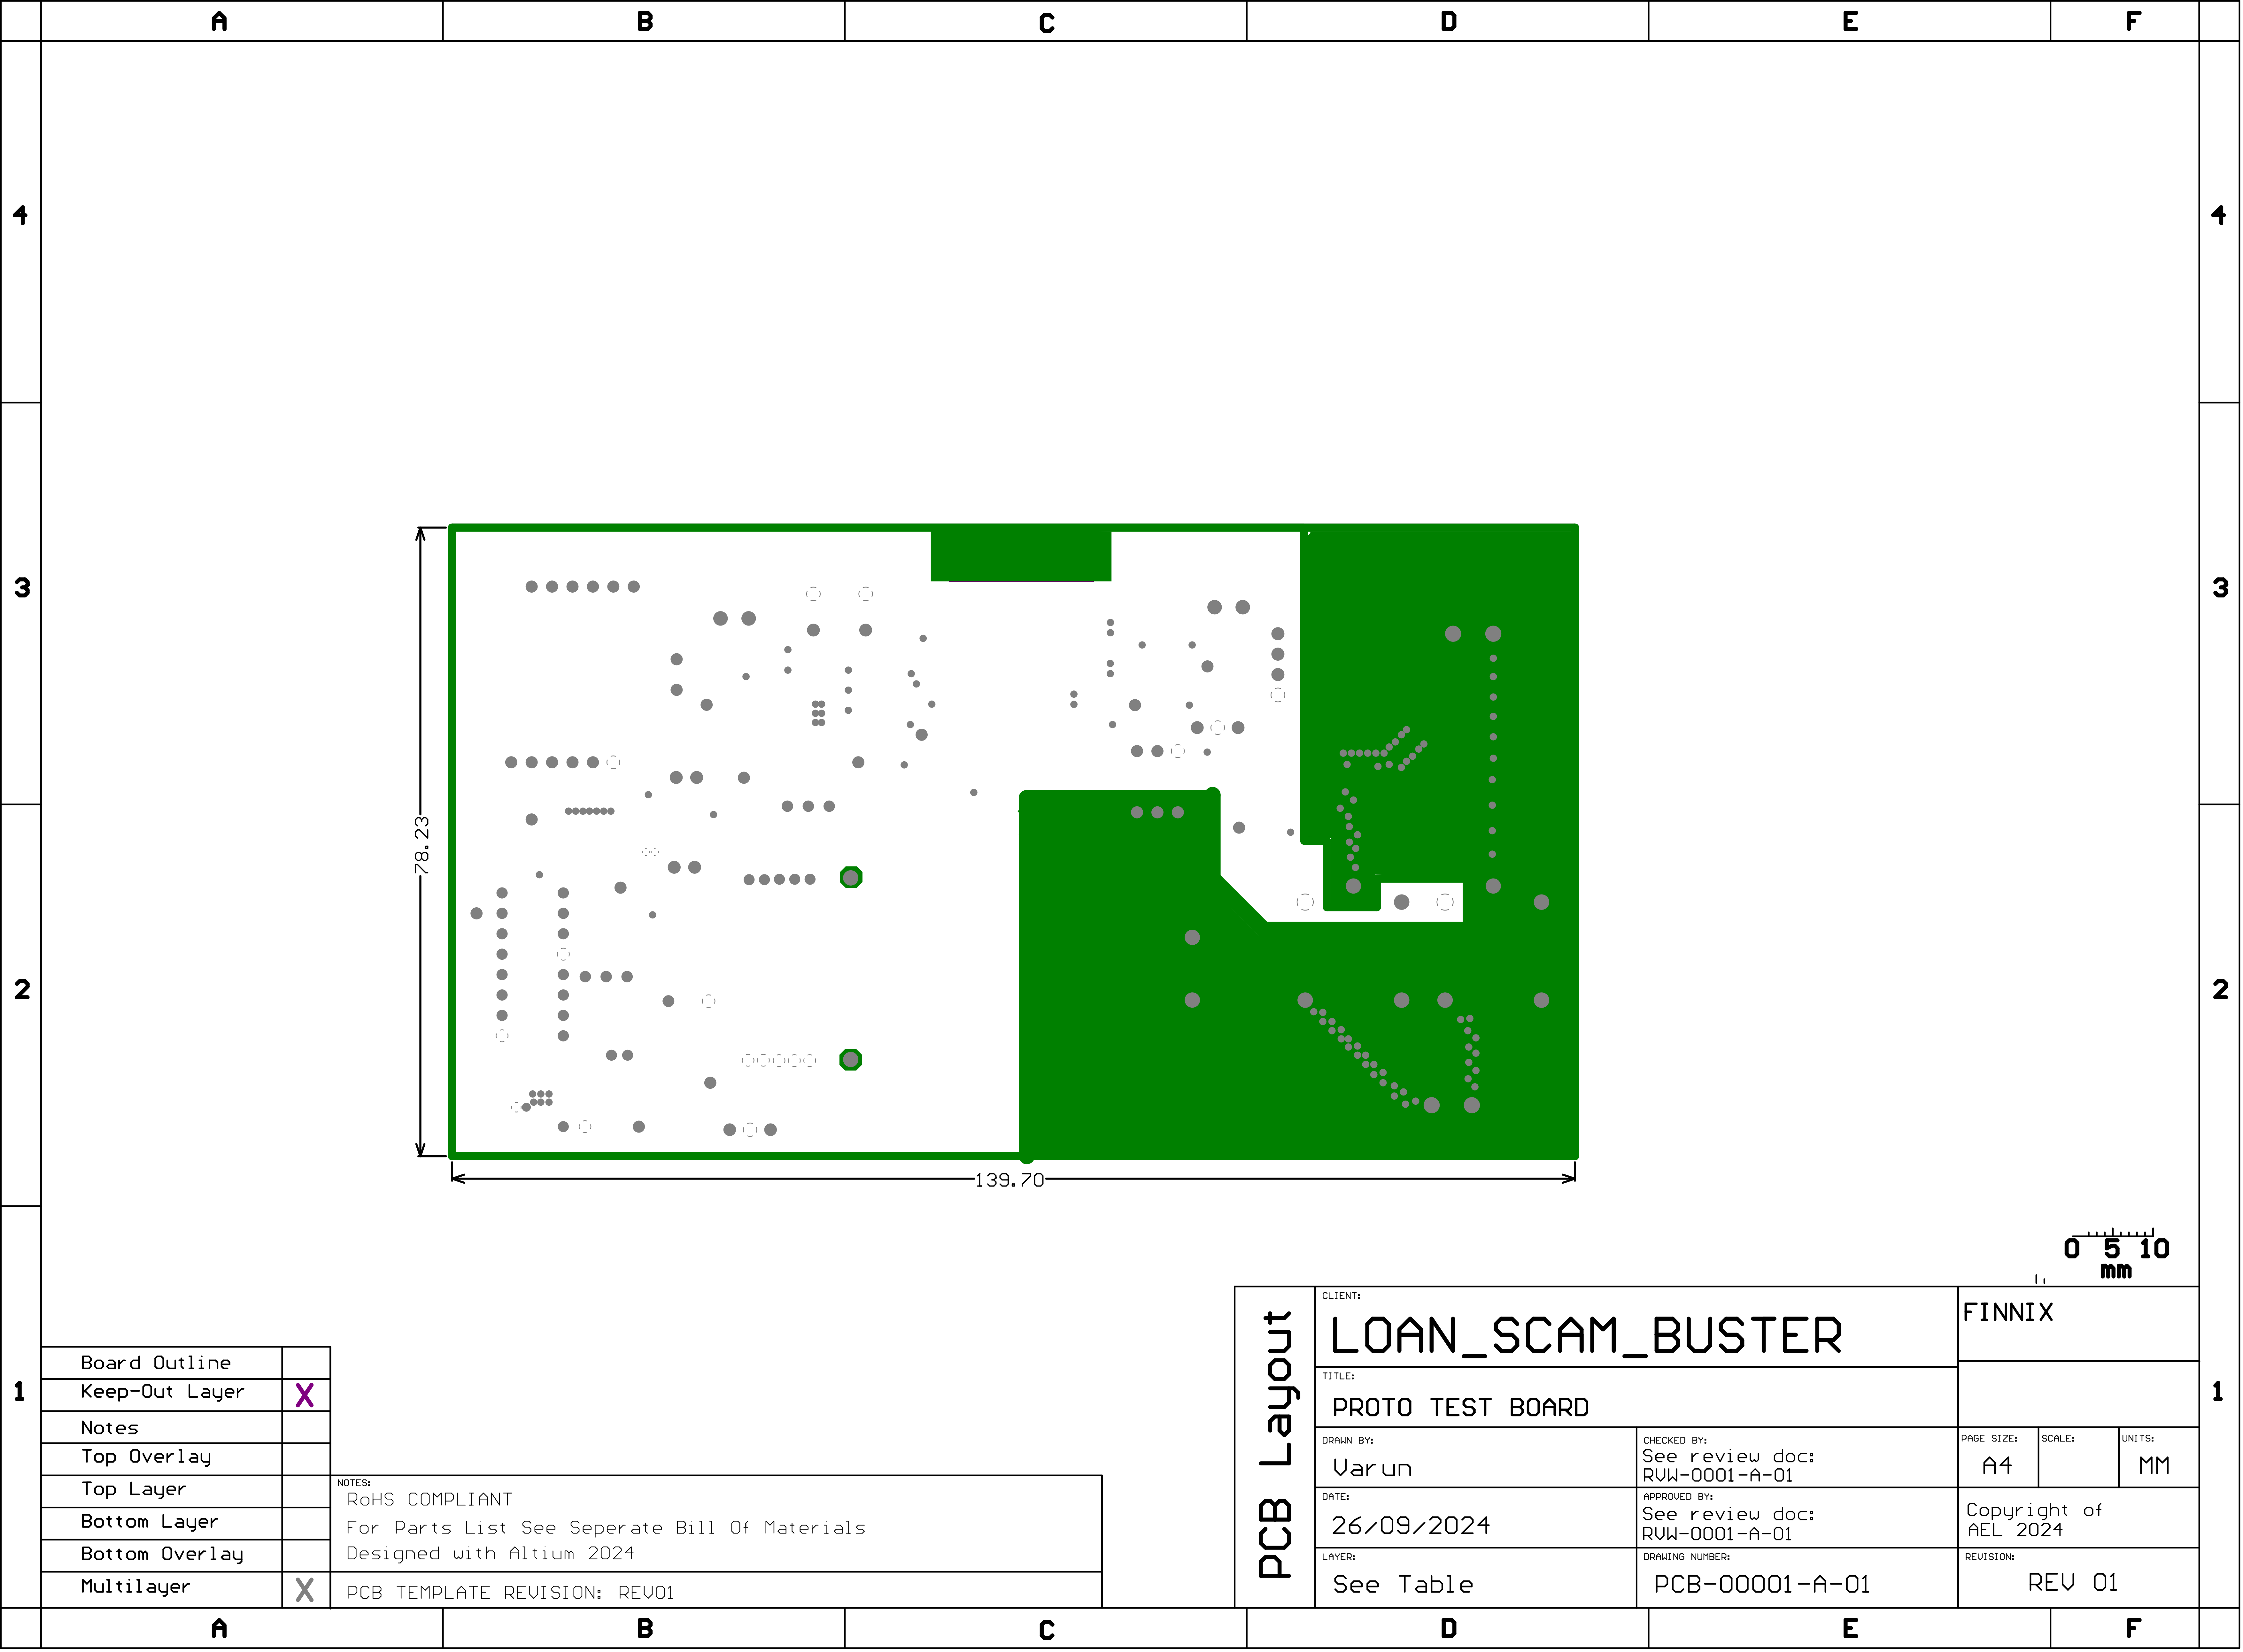 A B C D E F
4 4
3 3
78.23
2 2
139.70
0 5 10
mm
1 1
Board Outline
Keep-Out Layer X
Notes
Top Overlay
Top Layer
Bottom Layer
Bottom Overlay
Multilayer X
NOTES:
RoHS COMPLIANT
For Parts List See Seperate Bill Of Materials
Designed with Altium 2024
PCB TEMPLATE REVISION: REV01
PCB Layout
CLIENT:
LOAN_SCAM_BUSTER
FINNIX
TITLE:
PROTO TEST BOARD
DRAWN BY:
Varun
CHECKED BY:
See review doc:
RVW-0001-A-01
PAGE SIZE:
A4
SCALE:
UNITS:
MM
DATE:
26/09/2024
APPROVED BY:
See review doc:
RVW-0001-A-01
Copyright of
AEL 2024
LAYER:
See Table
DRAWING NUMBER:
PCB-00001-A-01
REVISION:
REV 01
A B C D E F